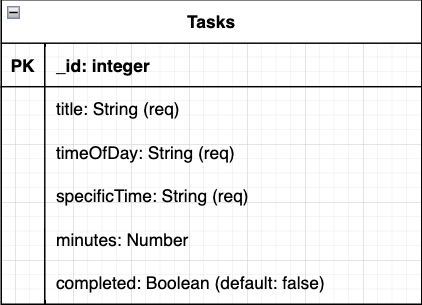 Tasks
PK _id: integer
title: String (req)
timeOfDay: String (req)
specificTime: String (req)
minutes: Number
completed: Boolean (default: false)